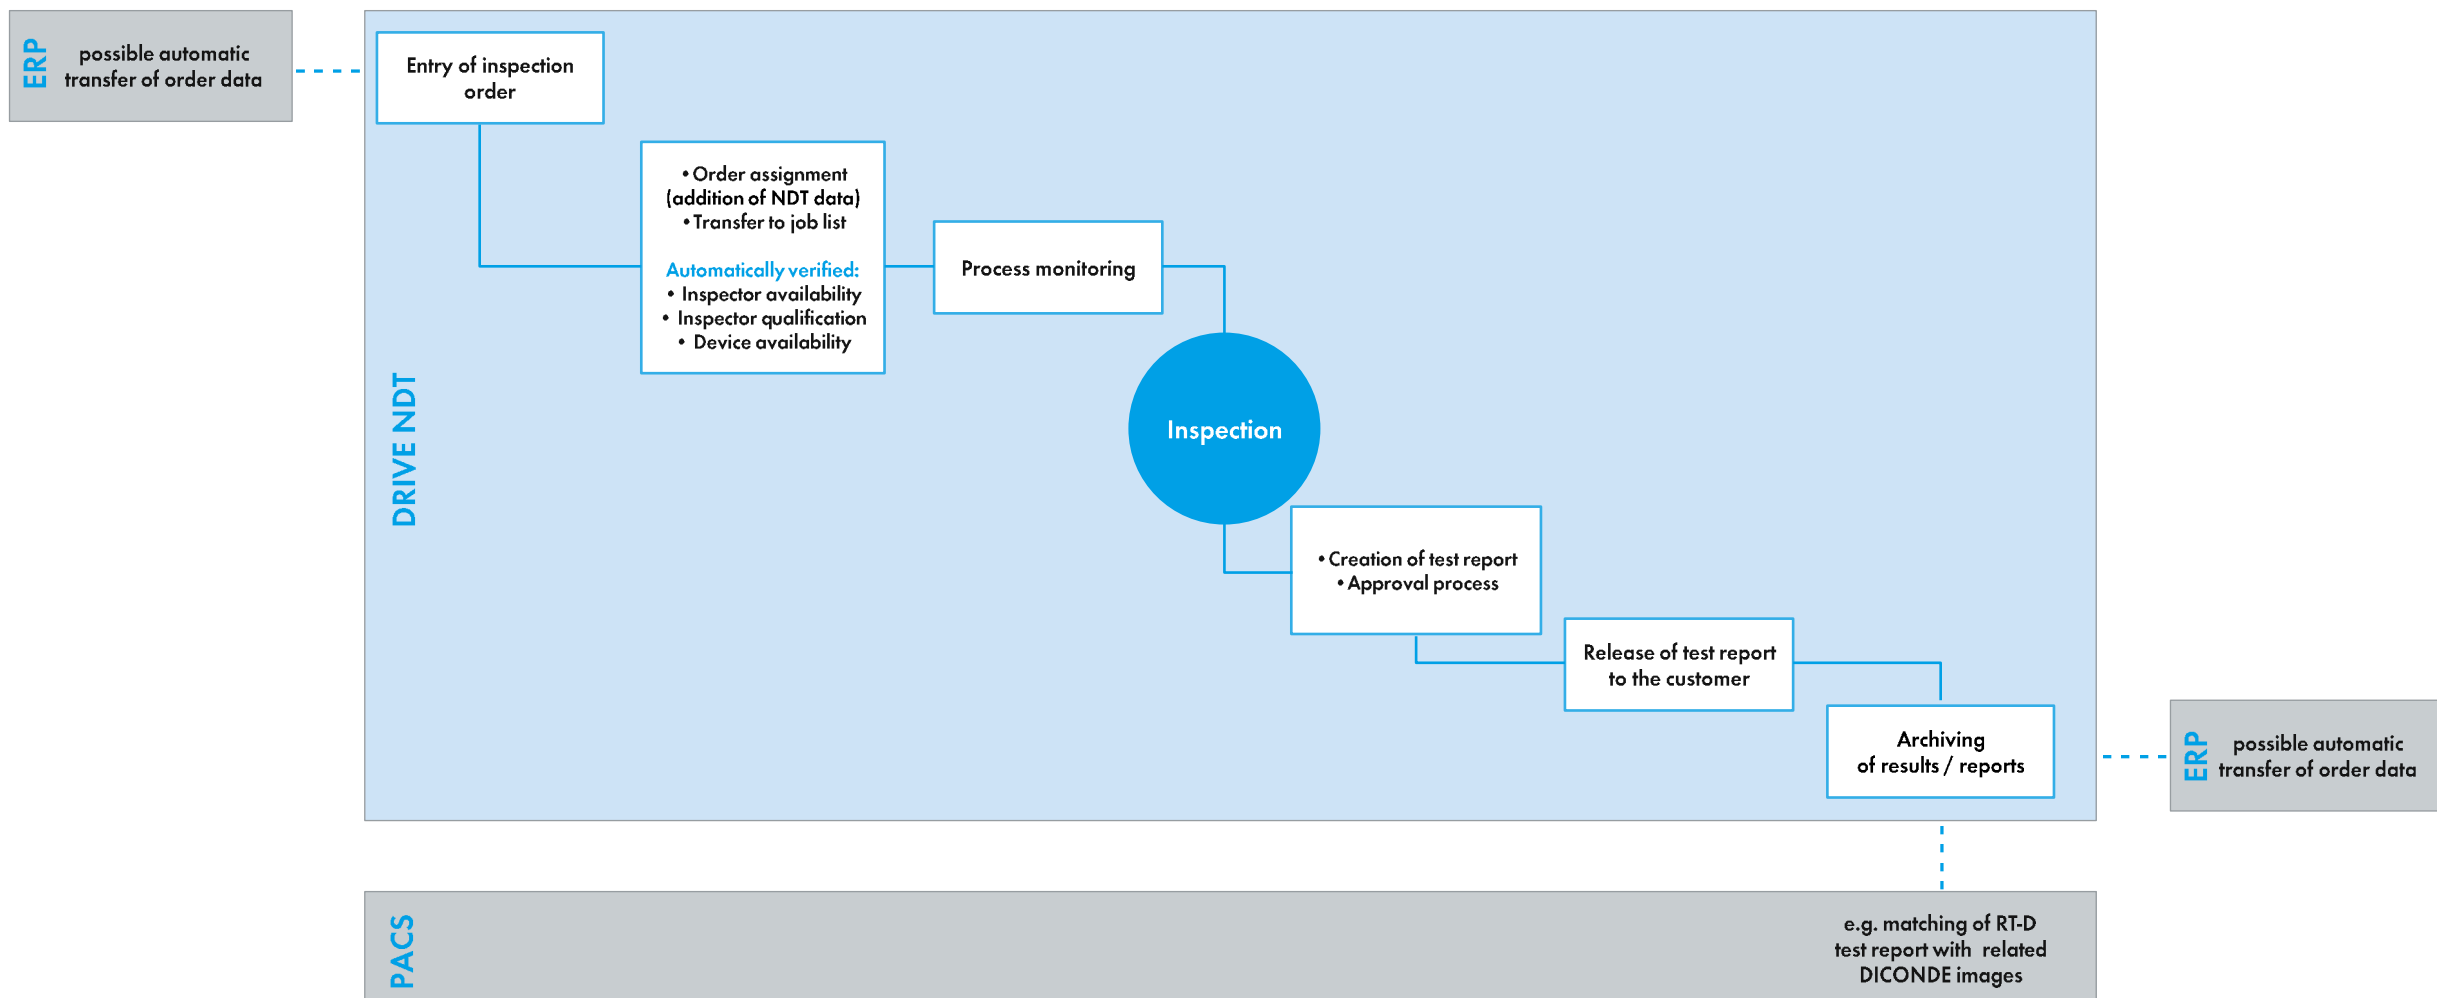 ERP
possible automatic
transfer of order data
Entry of inspection
order
• Order assignment
(addition of NDT data)
• Transfer to job list
Automatically verified:
• Inspector availability
• Inspector qualification
• Device availability
Process monitoring
DRIVE NDT
Inspection
• Creation of test report
• Approval process
Release of test report
to the customer
Archiving
of results / reports
ERP
possible automatic
transfer of order data
PACS
e.g. matching of RT-D
test report with related
DICONDE images